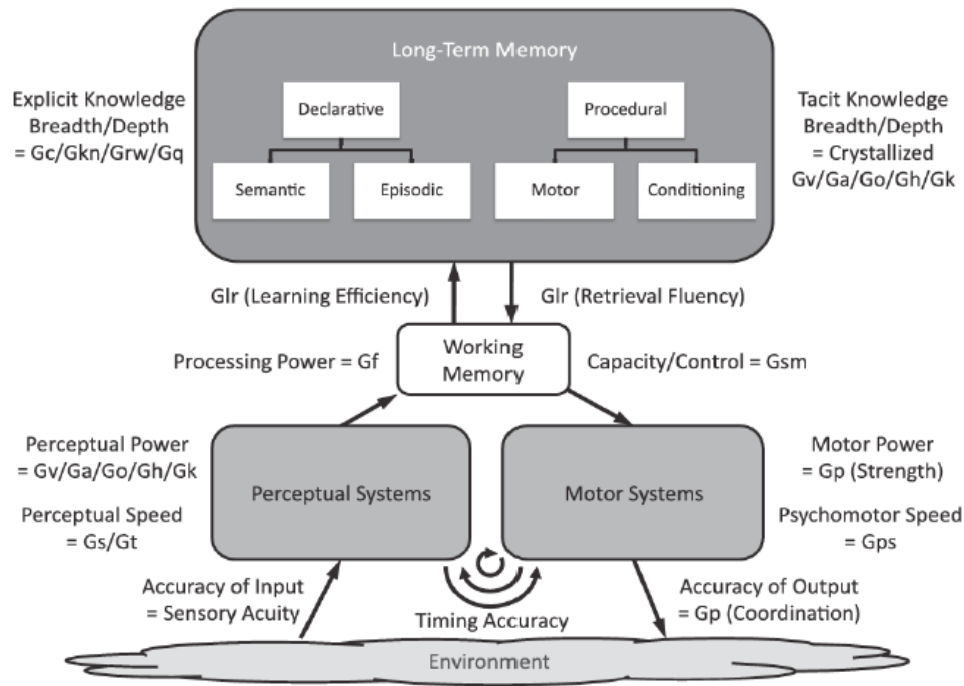 Long-Term Memory
Explicit Knowledge
Breadth/Depth
= Gc/Gkn/Grw/Gq
Declarative
Procedural
Semantic
Episodic
Motor
Conditioning
Tacit Knowledge
Breadth/Depth
= Crystallized
Gv/Ga/Go/Gh/Gk
Glr (Learning Efficiency)
Glr (Retrieval Fluency)
Processing Power = Gf
Working
Memory
Capacity/Control = Gsm
Perceptual Power
= Gv/Ga/Go/Gh/Gk
Perceptual Speed
= Gs/Gt
Perceptual Systems
Motor Systems
Motor Power
= Gp (Strength)
Psychomotor Speed
= Gps
Accuracy of Input
= Sensory Acuity
Timing Accuracy
Accuracy of Output
= Gp (Coordination)
Environment